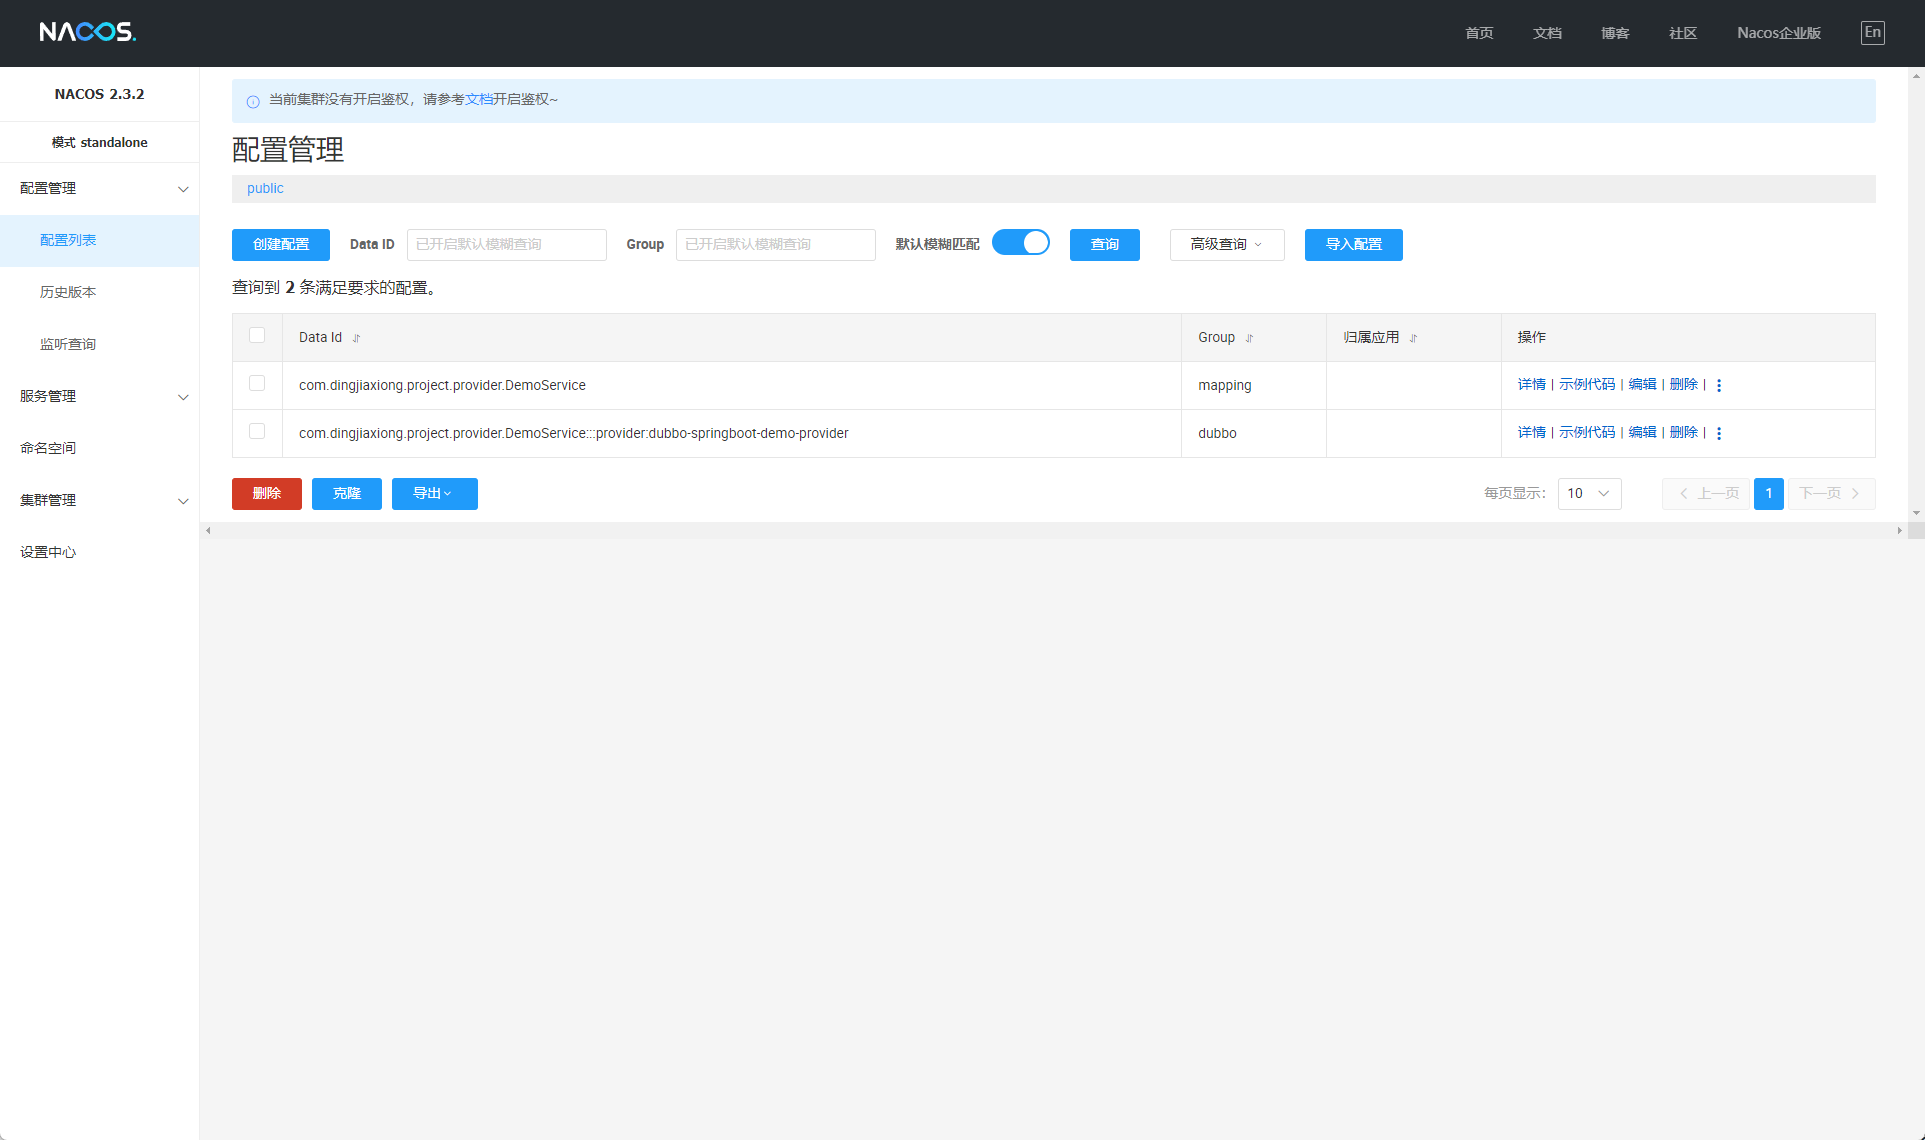 NACOS.
首页 文档 博客 社区 Nacos企业版 En
NACOS 2.3.2
模式 standalone
配置管理
配置列表
历史版本
监听查询
服务管理
命名空间
集群管理
设置中心
当前集群没有开启鉴权，请参考文档开启鉴权~
配置管理
public
创建配置 Data ID 已开启默认模糊查询 Group 已开启默认模糊查询 默认模糊匹配 查询 高级查询 导入配置
查询到 2 条满足要求的配置。
Data Id Group 归属应用 操作
com.dingjiaxiong.project.provider.DemoService mapping 详情 | 示例代码 | 编辑 | 删除 |
com.dingjiaxiong.project.provider.DemoService:::provider:dubbo-springboot-demo-provider dubbo 详情 | 示例代码 | 编辑 | 删除 |
删除 克隆 导出 每页显示： 10 上一页 1 下一页